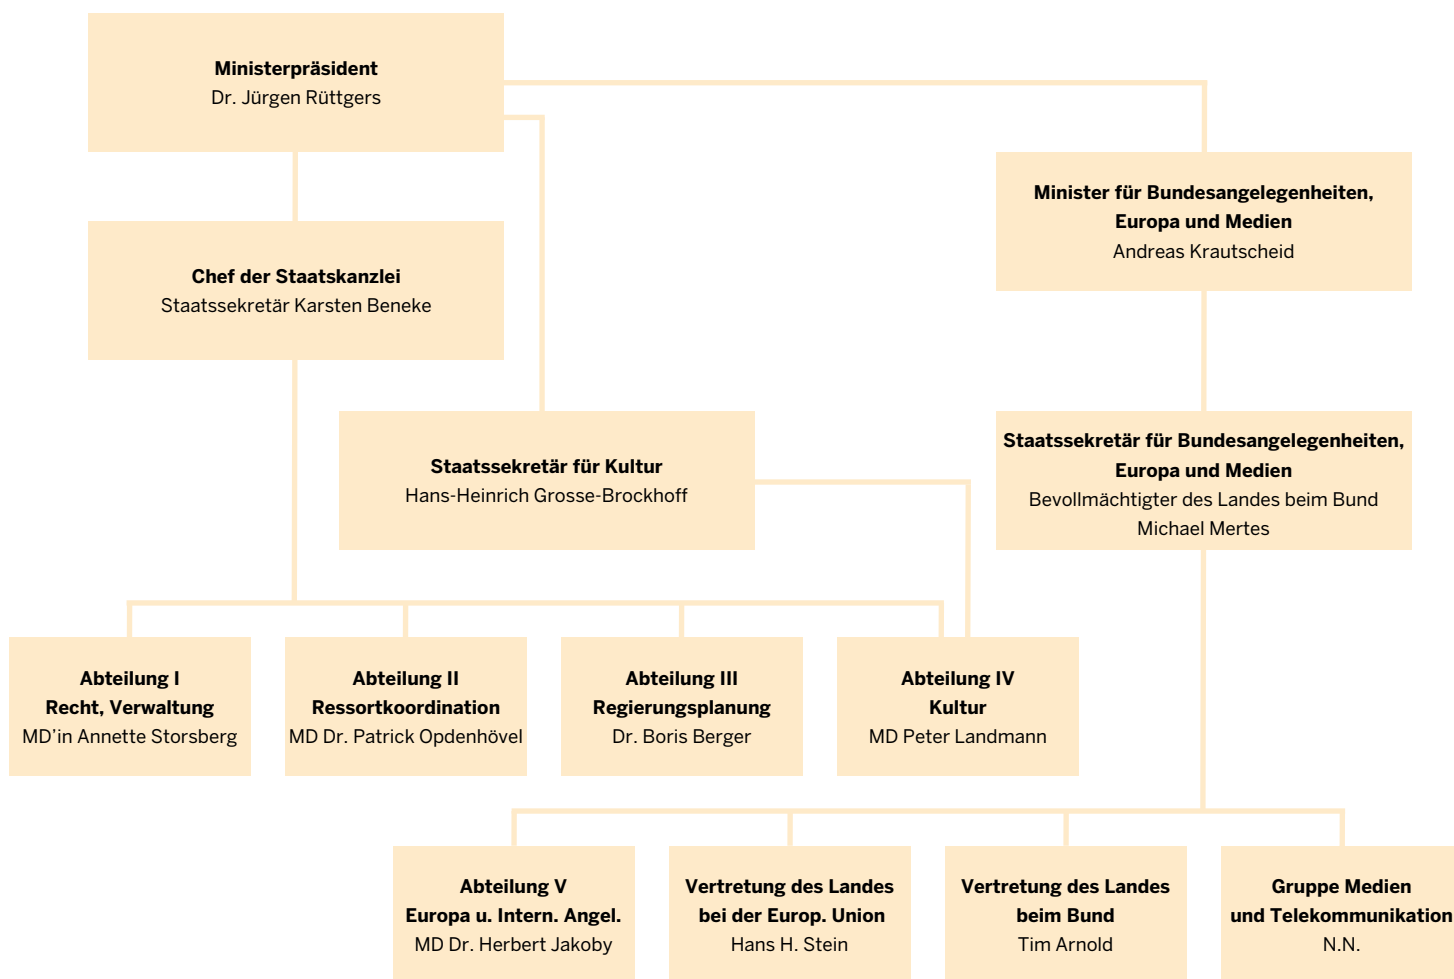 Ministerpräsident
Dr. Jürgen Rüttgers
Minister für Bundesangelegenheiten,
Europa und Medien
Andreas Krautscheid
Chef der Staatskanzlei
Staatssekretär Karsten Beneke
Staatssekretär für Kultur
Hans-Heinrich Grosse-Brockhoff
Staatssekretär für Bundesangelegenheiten,
Europa und Medien
Bevollmächtigter des Landes beim Bund
Michael Mertes
Abteilung I
Recht, Verwaltung
MD’in Annette Storsberg
Abteilung II
Ressortkoordination
MD Dr. Patrick Opdenhövel
Abteilung III
Regierungsplanung
Dr. Boris Berger
Abteilung IV
Kultur
MD Peter Landmann
Abteilung V
Europa u. Intern. Angel.
MD Dr. Herbert Jakoby
Vertretung des Landes
bei der Europ. Union
Hans H. Stein
Vertretung des Landes
beim Bund
Tim Arnold
Gruppe Medien
und Telekommunikation
N.N.